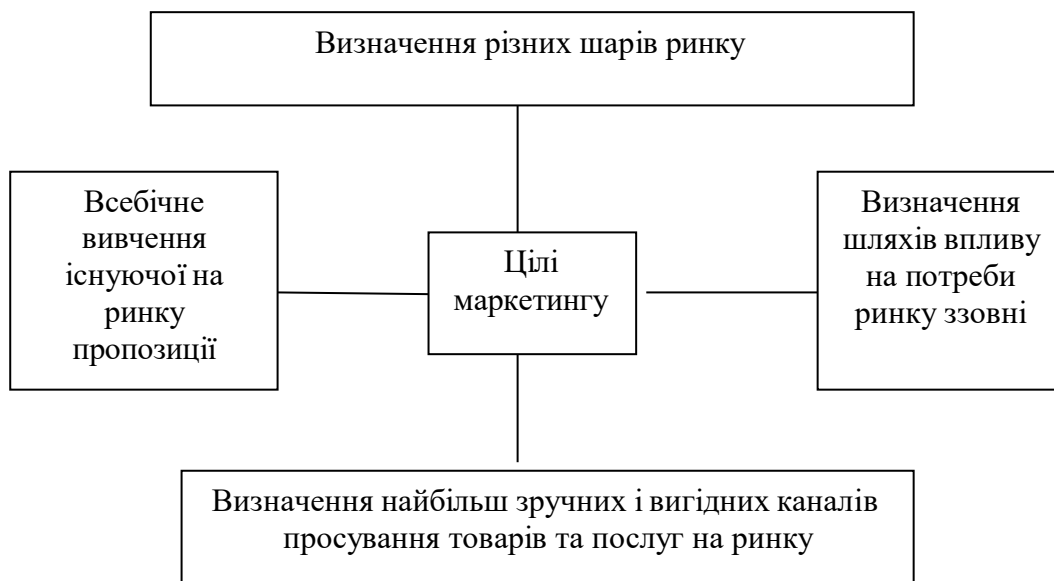 Визначення різних шарів ринку
Всебічне
вивчення
існуючої на
ринку
пропозиції
Цілі
маркетингу
Визначення
шляхів впливу
на потреби
ринку ззовні
Визначення найбільш зручних і вигідних каналів
просування товарів та послуг на ринку